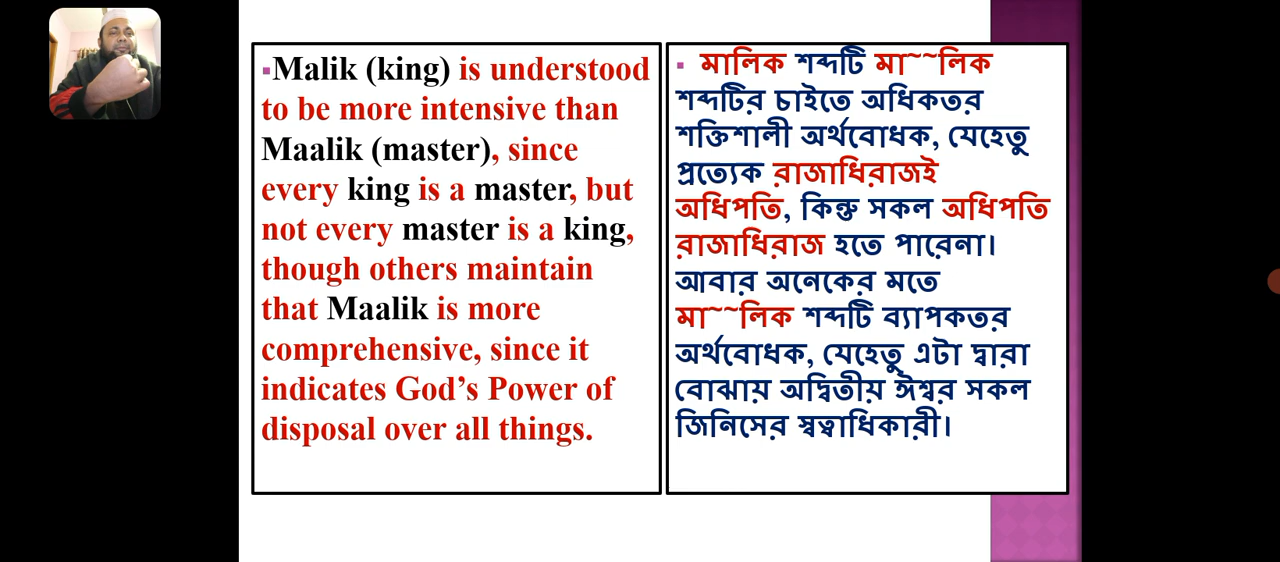 ▪Malik (king) is understood
to be more intensive than
Maalik (master), since
every king is a master, but
not every master is a king,
though others maintain
that Maalik is more
comprehensive, since it
indicates God’s Power of
disposal over all things.
▪ মালিক শব্দটি মা~~লিক
শব্দটির চাইতে অধিকতর
শক্তিশালী অর্থবোধক, যেহেতু
প্রত্যেক রাজাধিরাজই
অধিপতি, কিন্তু সকল অধিপতি
রাজাধিরাজ হতে পারেনা।
আবার অনেকের মতে
মা~~লিক শব্দটি ব্যাপকতর
অর্থবোধক, যেহেতু এটা দ্বারা
বোঝায় অদ্বিতীয় ঈশ্বর সকল
জিনিসের স্বত্বাধিকারী।